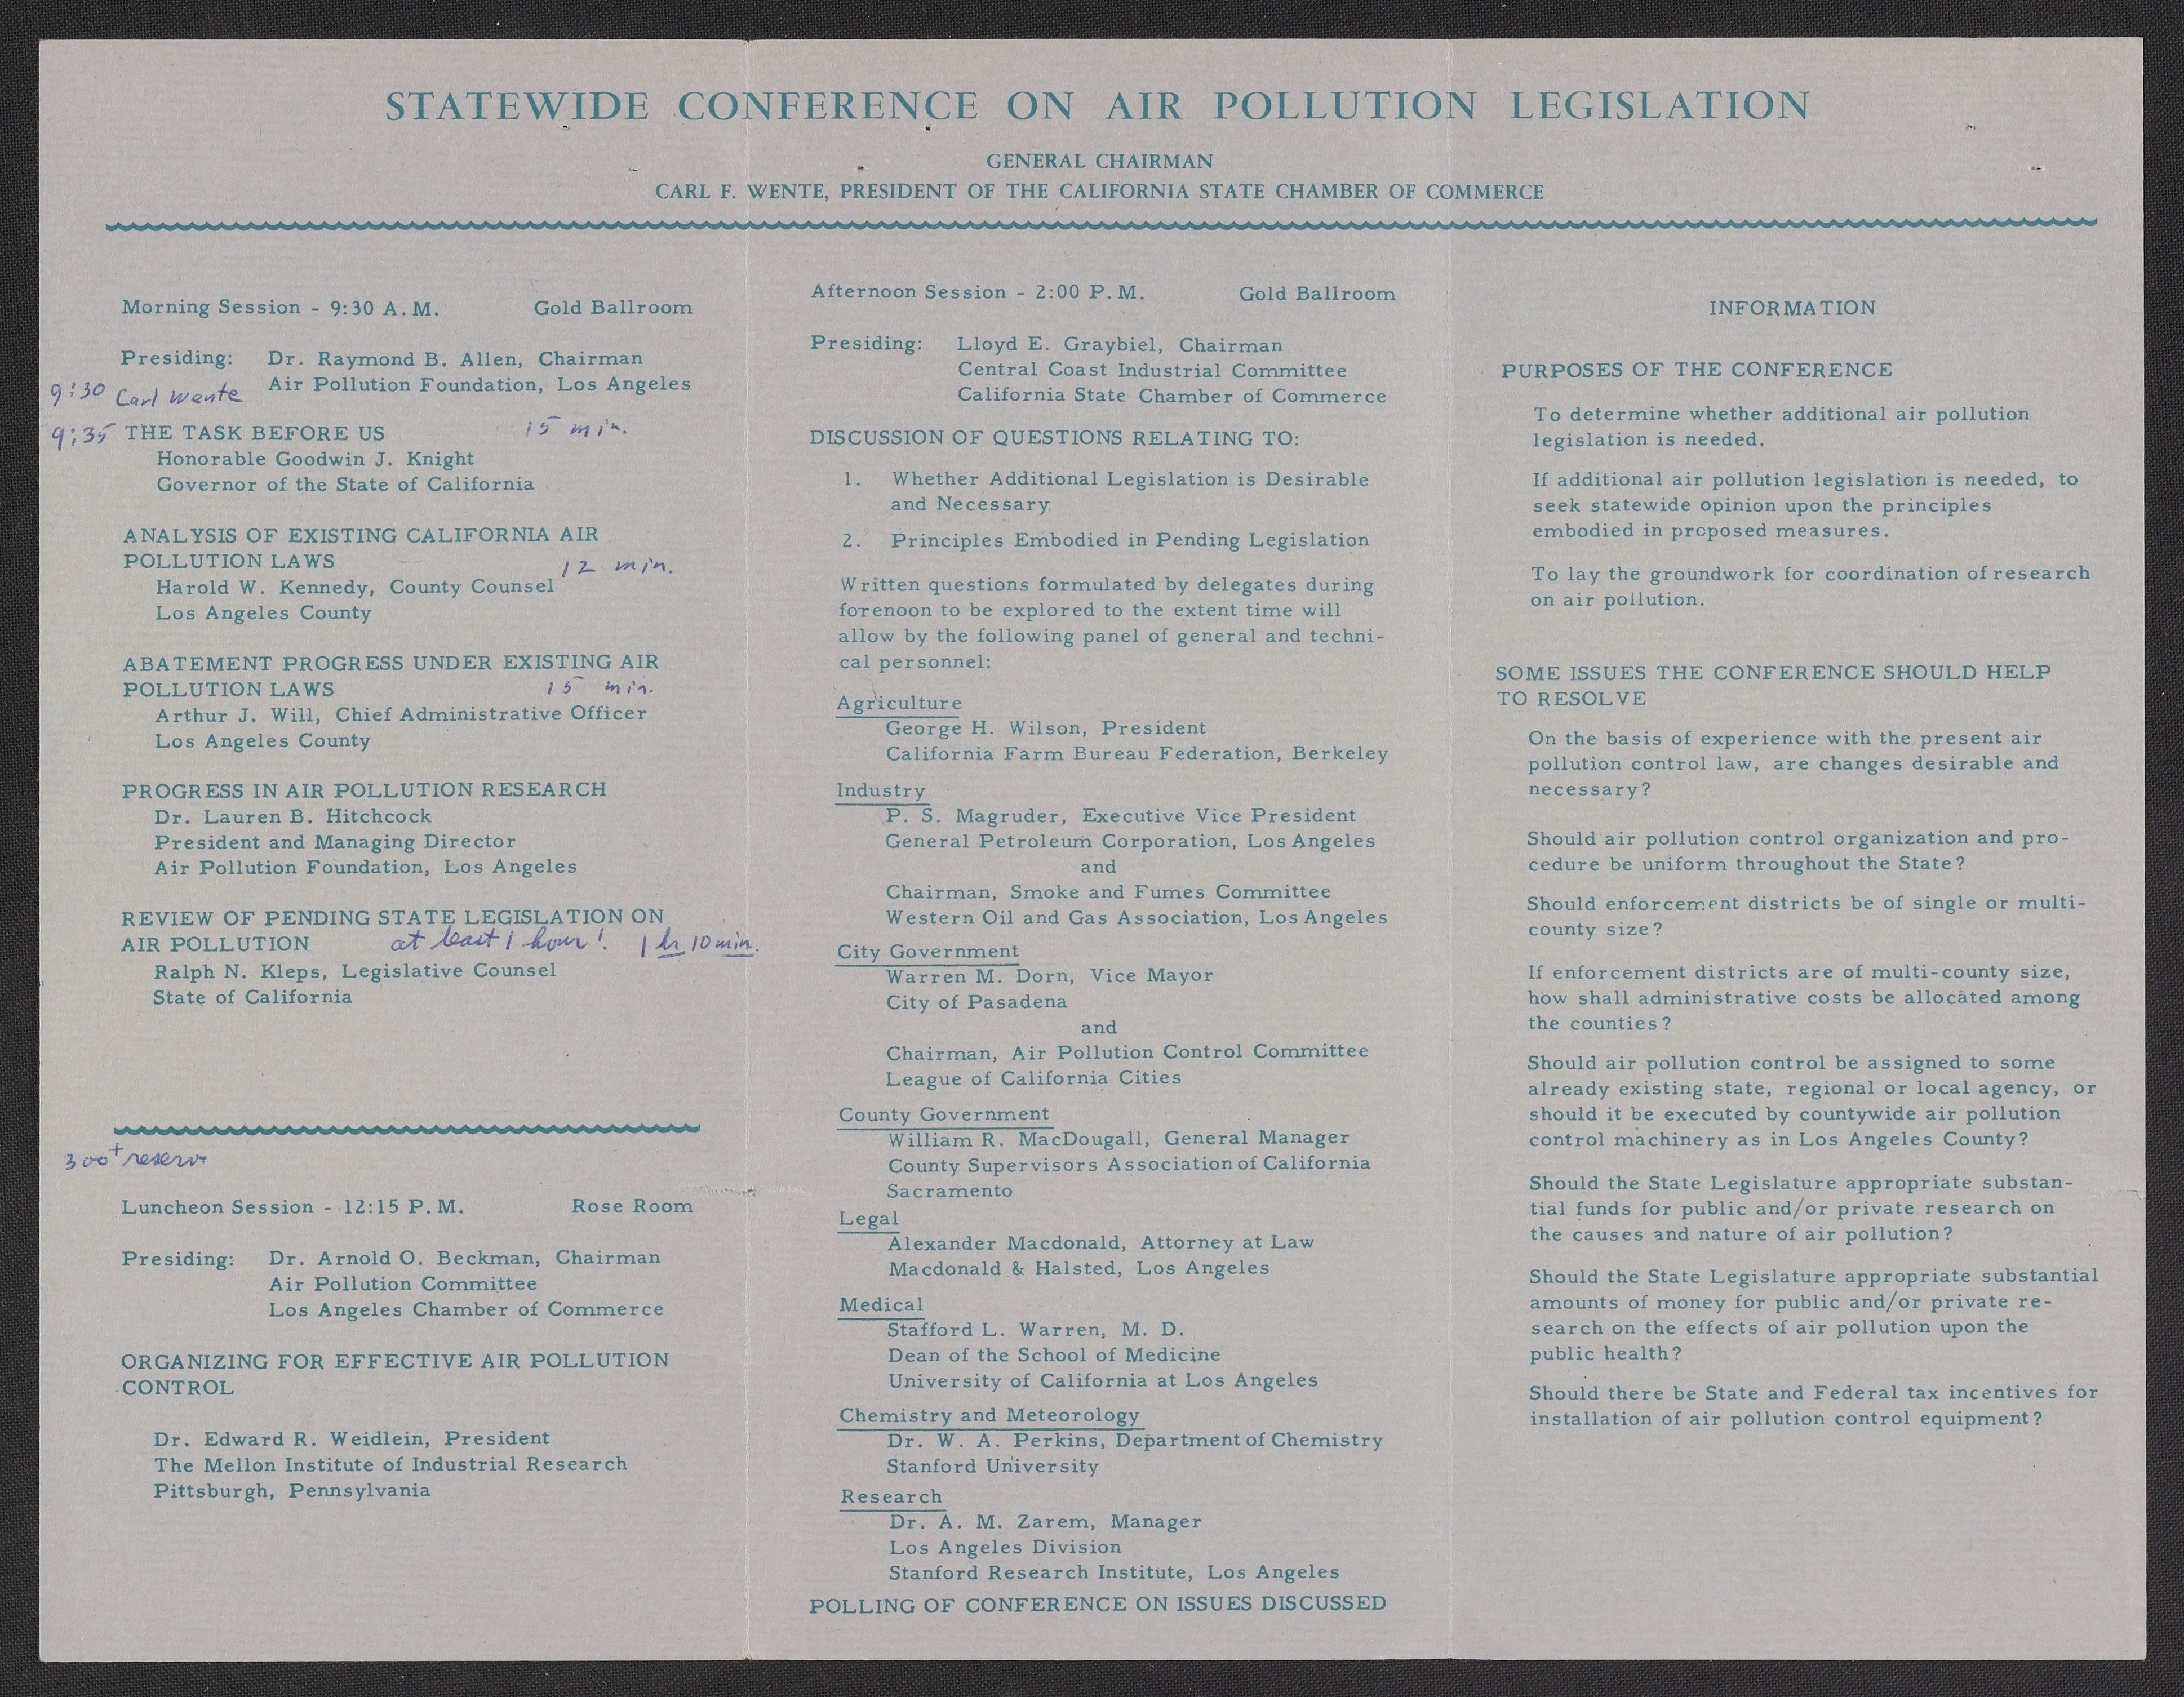 STATEWIDE CONFERENCE ON AIR POLLUTION LEGISLATION
GENERAL CHAIRMAN
CARL F. WENTE, PRESIDENT OF THE CALIFORNIA STATE CHAMBER OF COMMERCE
Morning Session - 9:30 A.M. Gold Ballroom
Presiding: Dr. Raymond B. Allen, Chairman
Air Pollution Foundation, Los Angeles
9:30 Carl Wente
9:35 THE TASK BEFORE US 15 min.
Honorable Goodwin J. Knight
Governor of the State of California
ANALYSIS OF EXISTING CALIFORNIA AIR
POLLUTION LAWS 12 min.
Harold W. Kennedy, County Counsel
Los Angeles County
ABATEMENT PROGRESS UNDER EXISTING AIR
POLLUTION LAWS 15 min.
Arthur J. Will, Chief Administrative Officer
Los Angeles County
PROGRESS IN AIR POLLUTION RESEARCH
Dr. Lauren B. Hitchcock
President and Managing Director
Air Pollution Foundation, Los Angeles
REVIEW OF PENDING STATE LEGISLATION ON
AIR POLLUTION at least 1 hour! 1 hr 10 min.
Ralph N. Kleps, Legislative Counsel
State of California
300+ reserv
Luncheon Session - 12:15 P.M. Rose Room
Presiding: Dr. Arnold O. Beckman, Chairman
Air Pollution Committee
Los Angeles Chamber of Commerce
ORGANIZING FOR EFFECTIVE AIR POLLUTION
CONTROL
Dr. Edward R. Weidlein, President
The Mellon Institute of Industrial Research
Pittsburgh, Pennsylvania
Afternoon Session - 2:00 P.M. Gold Ballroom
Presiding: Lloyd E. Graybiel, Chairman
Central Coast Industrial Committee
California State Chamber of Commerce
DISCUSSION OF QUESTIONS RELATING TO:
1. Whether Additional Legislation is Desirable
and Necessary
2. Principles Embodied in Pending Legislation
Written questions formulated by delegates during
forenoon to be explored to the extent time will
allow by the following panel of general and techni-
cal personnel:
Agriculture
George H. Wilson, President
California Farm Bureau Federation, Berkeley
Industry
P. S. Magruder, Executive Vice President
General Petroleum Corporation, Los Angeles
and
Chairman, Smoke and Fumes Committee
Western Oil and Gas Association, Los Angeles
City Government
Warren M. Dorn, Vice Mayor
City of Pasadena
and
Chairman, Air Pollution Control Committee
League of California Cities
County Government
William R. MacDougall, General Manager
County Supervisors Association of California
Sacramento
Legal
Alexander Macdonald, Attorney at Law
Macdonald & Halsted, Los Angeles
Medical
Stafford L. Warren, M. D.
Dean of the School of Medicine
University of California at Los Angeles
Chemistry and Meteorology
Dr. W. A. Perkins, Department of Chemistry
Stanford University
Research
Dr. A. M. Zarem, Manager
Los Angeles Division
Stanford Research Institute, Los Angeles
POLLING OF CONFERENCE ON ISSUES DISCUSSED
INFORMATION
PURPOSES OF THE CONFERENCE
To determine whether additional air pollution
legislation is needed.
If additional air pollution legislation is needed, to
seek statewide opinion upon the principles
embodied in proposed measures.
To lay the groundwork for coordination of research
on air pollution.
SOME ISSUES THE CONFERENCE SHOULD HELP
TO RESOLVE
On the basis of experience with the present air
pollution control law, are changes desirable and
necessary?
Should air pollution control organization and pro-
cedure be uniform throughout the State?
Should enforcement districts be of single or multi-
county size?
If enforcement districts are of multi-county size,
how shall administrative costs be allocated among
the counties?
Should air pollution control be assigned to some
already existing state, regional or local agency, or
should it be executed by countywide air pollution
control machinery as in Los Angeles County?
Should the State Legislature appropriate substan-
tial funds for public and/or private research on
the causes and nature of air pollution?
Should the State Legislature appropriate substantial
amounts of money for public and/or private re-
search on the effects of air pollution upon the
public health?
Should there be State and Federal tax incentives for
installation of air pollution control equipment?